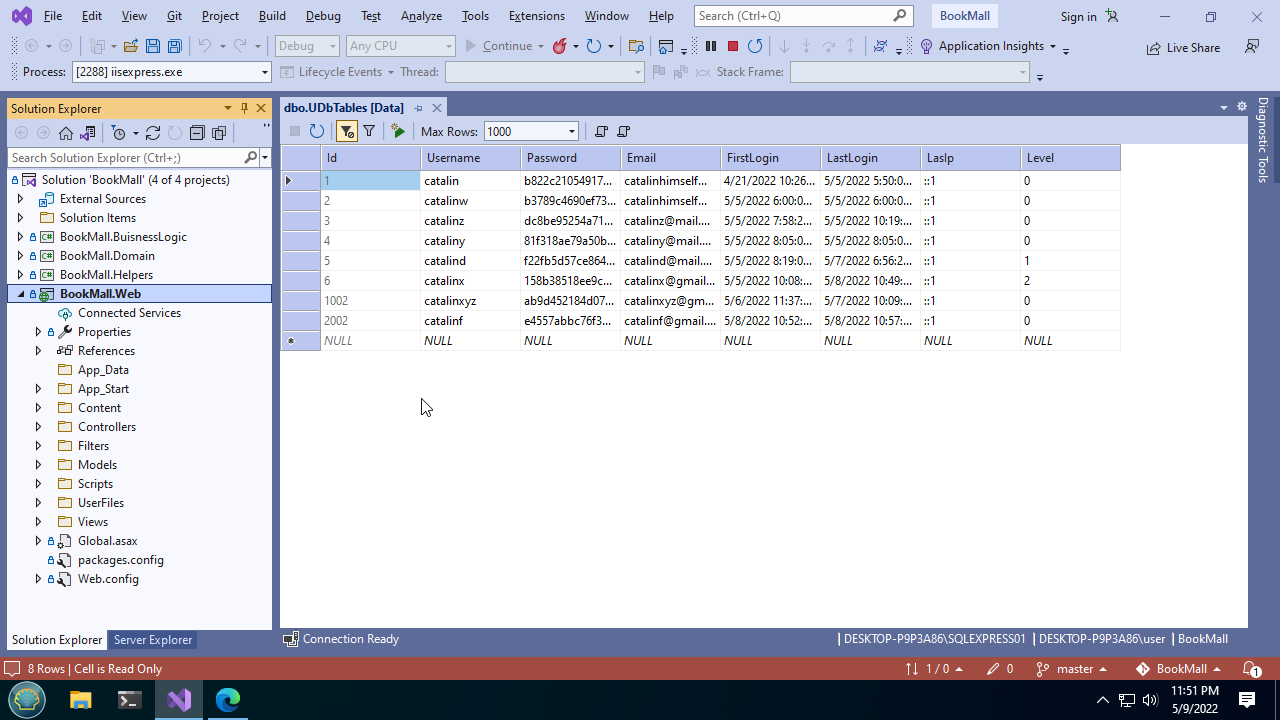 File Edit View Git Project Build Debug Test Analyze Tools Extensions Window Help Search (Ctrl+Q) BookMall Sign in
Debug Any CPU Continue Application Insights Live Share
Process: [2288] iisexpress.exe Lifecycle Events Thread: Stack Frame:
Solution Explorer
Search Solution Explorer (Ctrl+;)
Solution 'BookMall' (4 of 4 projects)
External Sources
Solution Items
BookMall.BuisnessLogic
BookMall.Domain
BookMall.Helpers
BookMall.Web
Connected Services
Properties
References
App_Data
App_Start
Content
Controllers
Filters
Models
Scripts
UserFiles
Views
Global.asax
packages.config
Web.config
Solution Explorer Server Explorer
dbo.UDbTables [Data]
Max Rows: 1000
Id Username Password Email FirstLogin LastLogin LasIp Level
1 catalin b822c21054917... catalinhimself... 4/21/2022 10:26... 5/5/2022 5:50:0... ::1 0
2 catalinw b3789c4690ef73... catalinhimself... 5/5/2022 6:00:0... 5/5/2022 6:00:0... ::1 0
3 catalinz dc8be95254a71... catalinz@mail.... 5/5/2022 7:58:2... 5/5/2022 10:19:... ::1 0
4 cataliny 81f318ae79a50b... cataliny@mail.... 5/5/2022 8:05:0... 5/5/2022 8:05:0... ::1 0
5 catalind f22fb5d57ce864... catalind@mail.... 5/5/2022 8:19:0... 5/7/2022 6:56:2... ::1 1
6 catalinx 158b38518ee9c... catalinx@gmail... 5/5/2022 10:08:... 5/8/2022 10:49:... ::1 2
1002 catalinxyz ab9d452184d07... catalinxyz@gm... 5/6/2022 11:37:... 5/7/2022 10:09:... ::1 0
2002 catalinf e4557abbc76f3... catalinf@gmail.... 5/8/2022 10:52:... 5/8/2022 10:57:... ::1 0
NULL NULL NULL NULL NULL NULL NULL NULL
Connection Ready DESKTOP-P9P3A86\SQLEXPRESS01 DESKTOP-P9P3A86\user BookMall
Diagnostic Tools
8 Rows | Cell is Read Only 1 / 0 0 master BookMall 1
11:51 PM
5/9/2022